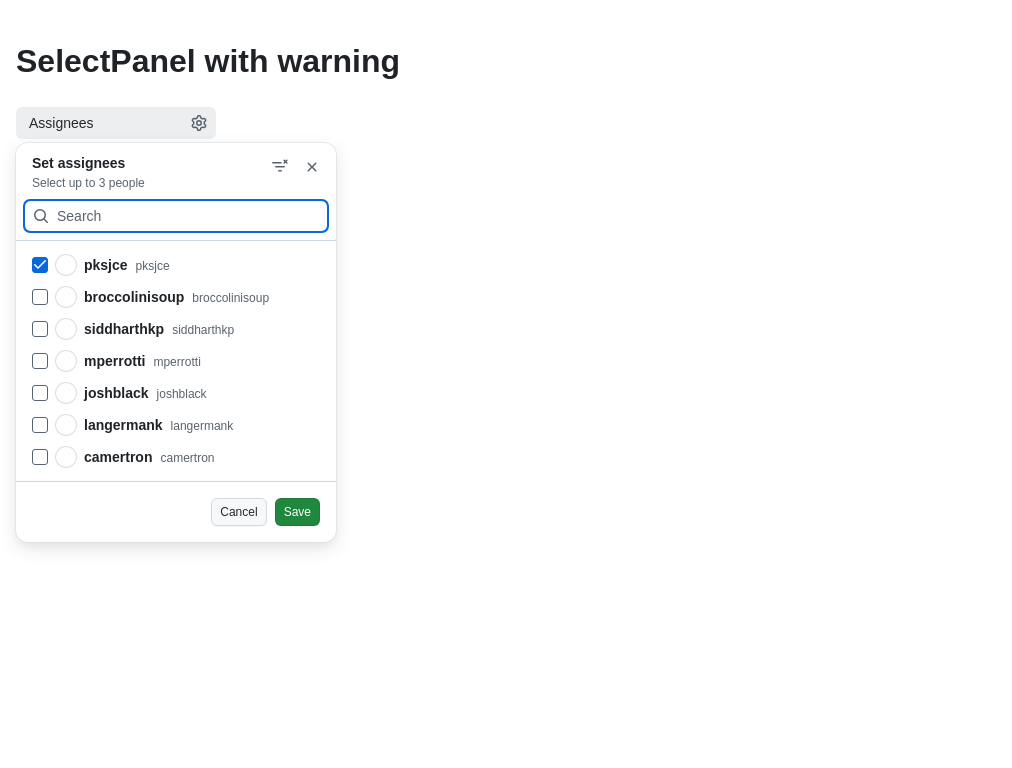 SelectPanel with warning
Assignees
Set assignees
Select up to 3 people
Search
pksjce pksjce
broccolinisoup broccolinisoup
siddharthkp siddharthkp
mperrotti mperrotti
joshblack joshblack
langermank langermank
camertron camertron
Cancel Save